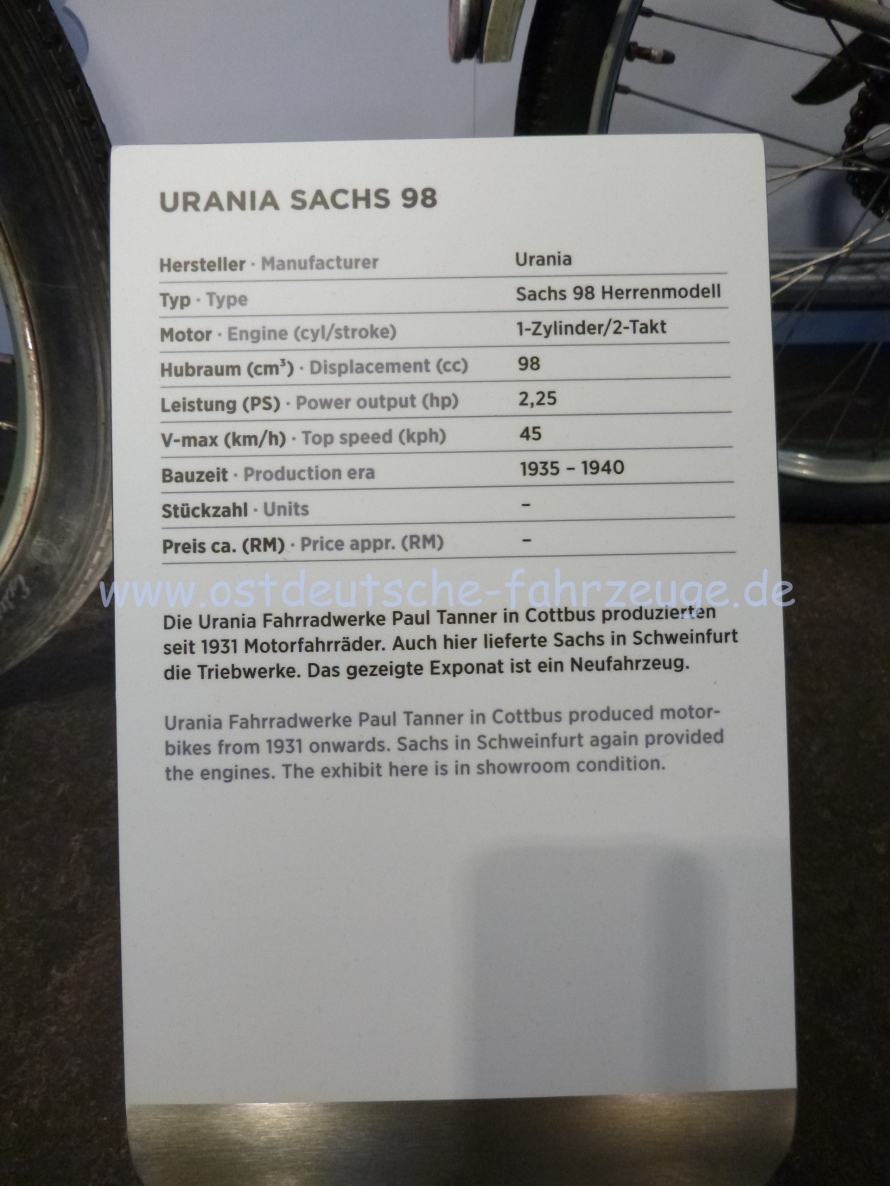 URANIA SACHS 98
Hersteller · Manufacturer Urania
Typ · Type Sachs 98 Herrenmodell
Motor · Engine (cyl/stroke) 1-Zylinder/2-Takt
Hubraum (cm³) · Displacement (cc) 98
Leistung (PS) · Power output (hp) 2,25
V-max (km/h) · Top speed (kph) 45
Bauzeit · Production era 1935 – 1940
Stückzahl · Units –
Preis ca. (RM) · Price appr. (RM) –
www.ostdeutsche-fahrzeuge.de
Die Urania Fahrradwerke Paul Tanner in Cottbus produzierten
seit 1931 Motorfahrräder. Auch hier lieferte Sachs in Schweinfurt
die Triebwerke. Das gezeigte Exponat ist ein Neufahrzeug.
Urania Fahrradwerke Paul Tanner in Cottbus produced motor-
bikes from 1931 onwards. Sachs in Schweinfurt again provided
the engines. The exhibit here is in showroom condition.